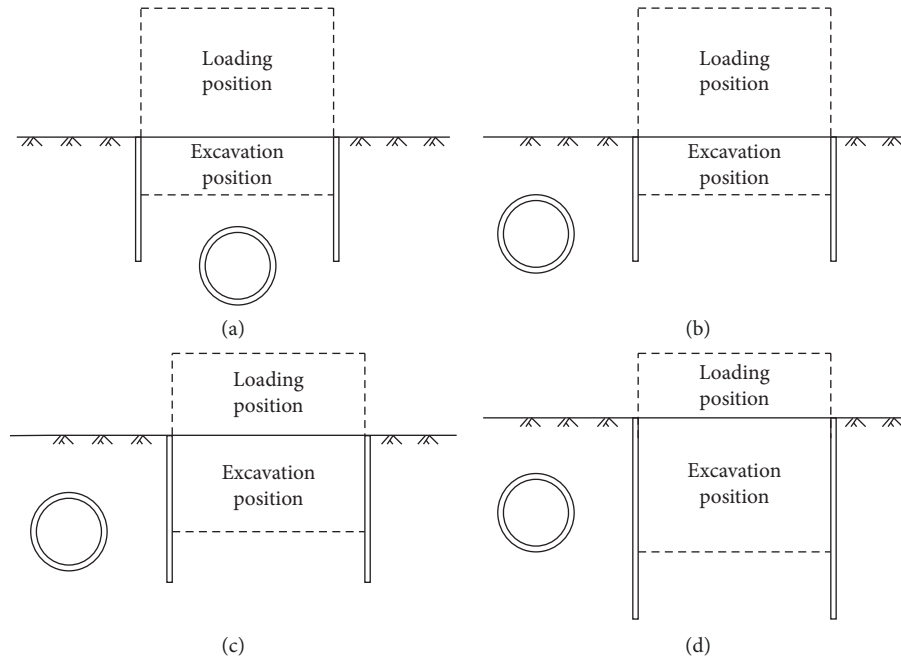 Loading
position
Excavation
position
(a)
Loading
position
Excavation
position
(b)
Loading
position
Excavation
position
(c)
Loading
position
Excavation
position
(d)